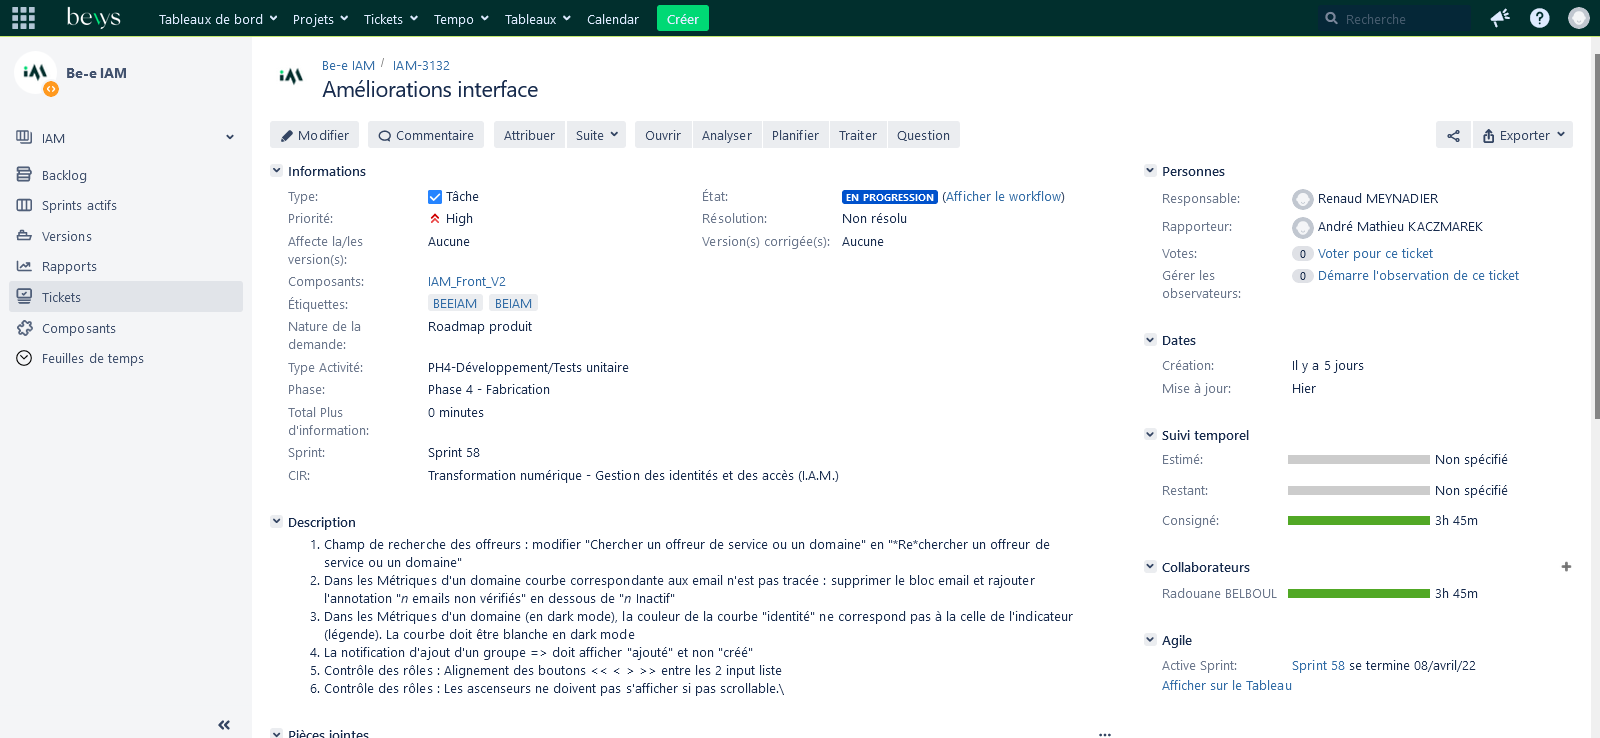 bewys
Tableaux de bord Projets Tickets Tempo Tableaux Calendar Créer Recherche
iAM Be-e IAM
IAM
Backlog
Sprints actifs
Versions
Rapports
Tickets
Composants
Feuilles de temps
iAM
Be-e IAM / IAM-3132
Améliorations interface
Modifier Commentaire Attribuer Suite Ouvrir Analyser Planifier Traiter Question Exporter
Informations
Type: Tâche
État: EN PROGRESSION (Afficher le workflow)
Priorité: High
Résolution: Non résolu
Affecte la/les
version(s): Aucune
Version(s) corrigée(s): Aucune
Composants: IAM_Front_V2
Étiquettes: BEEIAM BEIAM
Nature de la
demande: Roadmap produit
Type Activité: PH4-Développement/Tests unitaire
Phase: Phase 4 - Fabrication
Total Plus
d'information: 0 minutes
Sprint: Sprint 58
CIR: Transformation numérique - Gestion des identités et des accès (I.A.M.)
Description
1. Champ de recherche des offreurs : modifier "Chercher un offreur de service ou un domaine" en "*Re*chercher un offreur de
service ou un domaine"
2. Dans les Métriques d'un domaine courbe correspondante aux email n'est pas tracée : supprimer le bloc email et rajouter
l'annotation "n emails non vérifiés" en dessous de "n Inactif"
3. Dans les Métriques d'un domaine (en dark mode), la couleur de la courbe "identité" ne correspond pas à la celle de l'indicateur
(légende). La courbe doit être blanche en dark mode
4. La notification d'ajout d'un groupe => doit afficher "ajouté" et non "créé"
5. Contrôle des rôles : Alignement des boutons << < > >> entre les 2 input liste
6. Contrôle des rôles : Les ascenseurs ne doivent pas s'afficher si pas scrollable.\
Pièces jointes
Personnes
Responsable: Renaud MEYNADIER
Rapporteur: André Mathieu KACZMAREK
Votes: 0 Voter pour ce ticket
Gérer les
observateurs: 0 Démarre l'observation de ce ticket
Dates
Création: Il y a 5 jours
Mise à jour: Hier
Suivi temporel
Estimé: Non spécifié
Restant: Non spécifié
Consigné: 3h 45m
Collaborateurs
Radouane BELBOUL 3h 45m
Agile
Active Sprint: Sprint 58 se termine 08/avril/22
Afficher sur le Tableau